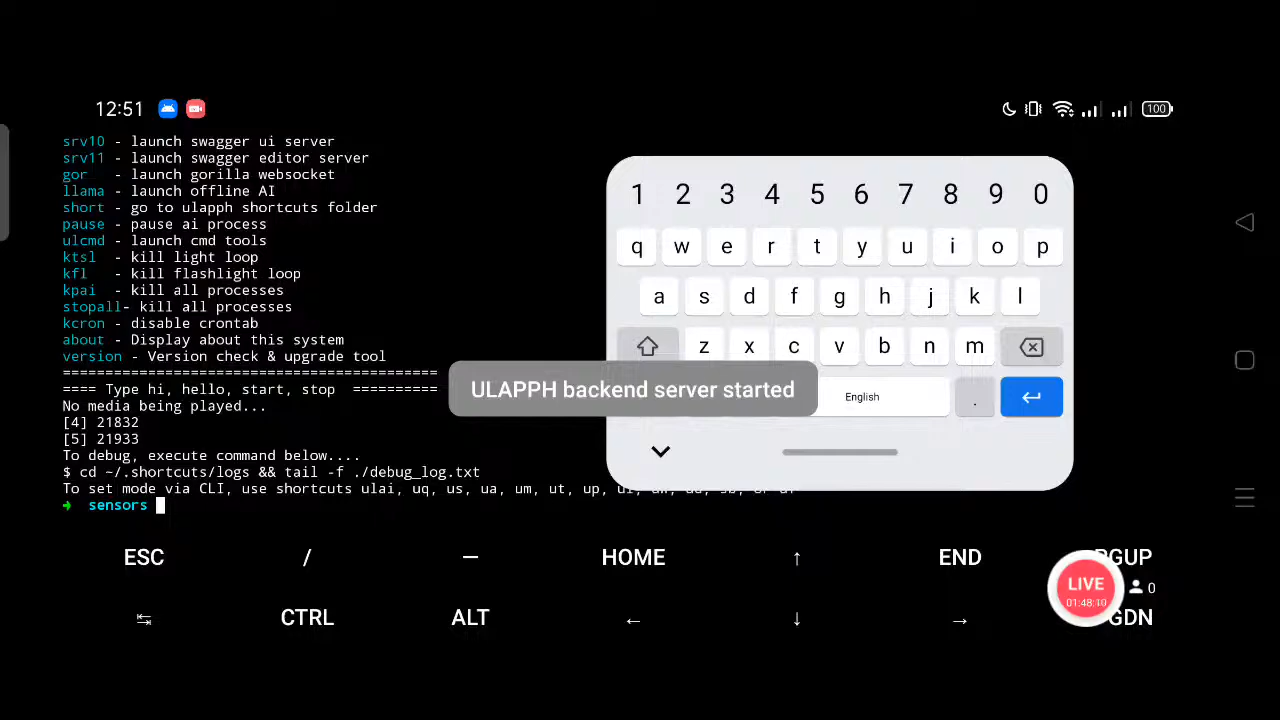 12:51
100
srv10 - launch swagger ui server
srv11 - launch swagger editor server
gor - launch gorilla websocket
llama - launch offline AI
short - go to ulapph shortcuts folder
pause - pause ai process
ulcmd - launch cmd tools
ktsl - kill light loop
kfl - kill flashlight loop
kpai - kill all processes
stopall- kill all processes
kcron - disable crontab
about - Display about this system
version - Version check & upgrade tool
============================================
==== Type hi, hello, start, stop ==========
No media being played...
[4] 21832
[5] 21933
To debug, execute command below....
$ cd ~/.shortcuts/logs && tail -f ./debug_log.txt
To set mode via CLI, use shortcuts ulai, uq, us, ua, um, ut, up,
sensors
1 2 3 4 5 6 7 8 9 0
q w e r t y u i o p
a s d f g h j k l
z x c v b n m
ULAPPH backend server started
English .
ESC / — HOME ↑ END PGUP
LIVE
01:48:10
0
CTRL ALT ← ↓ → GDN